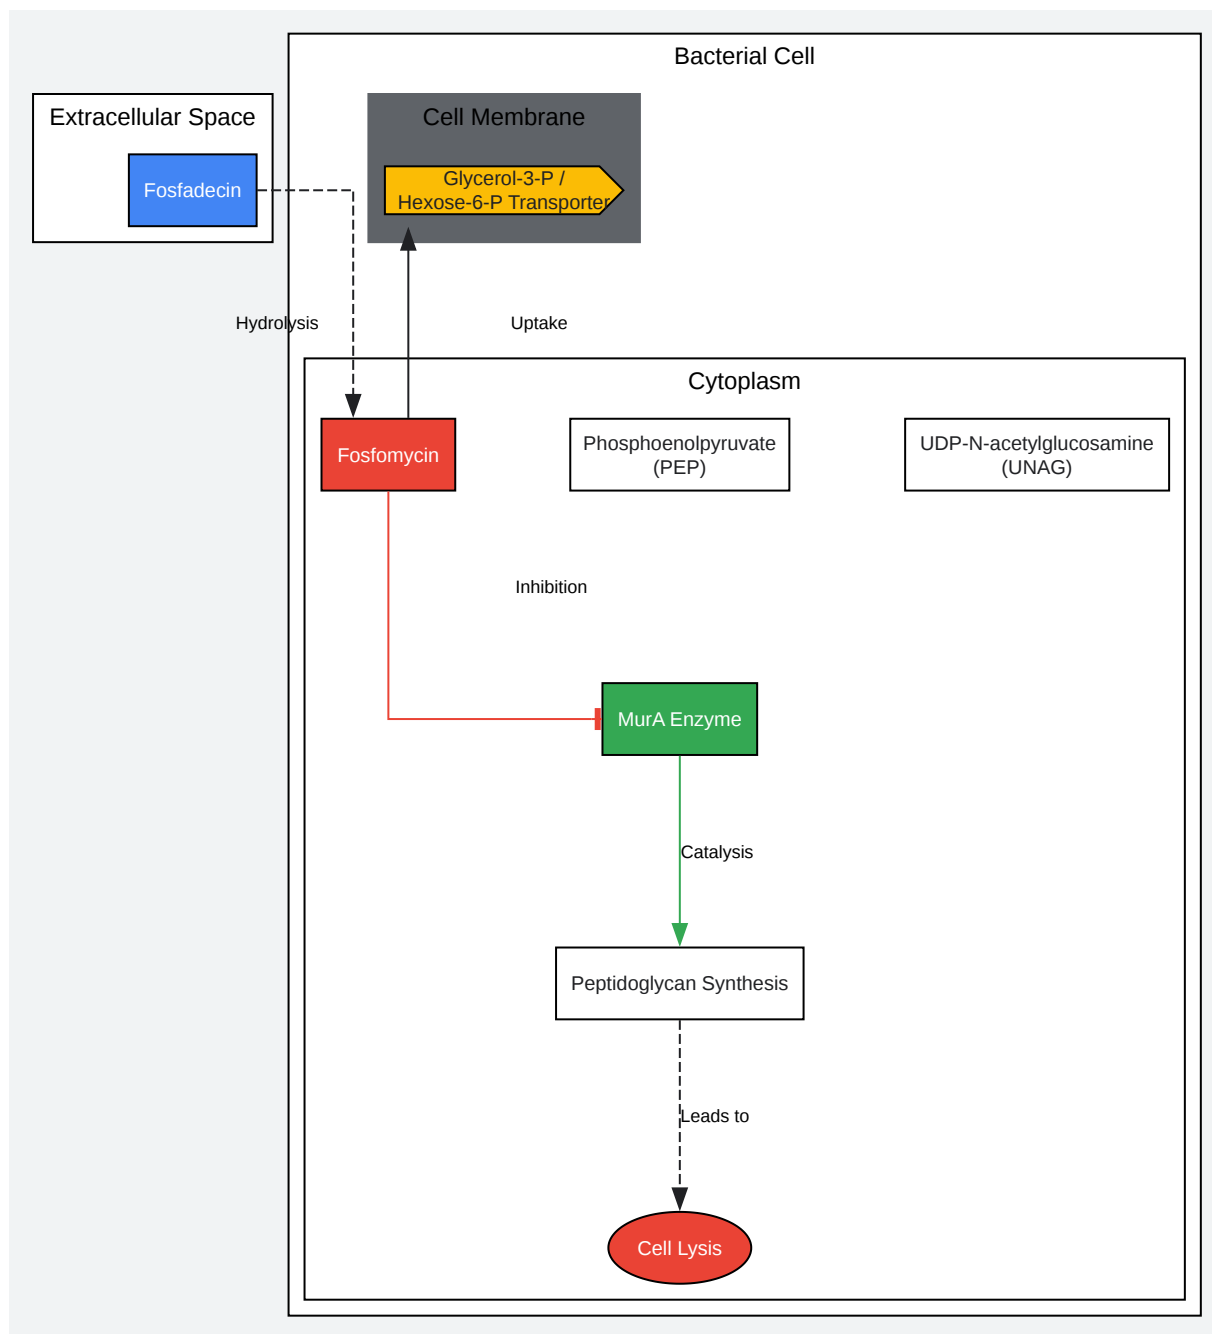 Bacterial Cell
Extracellular Space
Cell Membrane
Fosfadecin
Glycerol-3-P /
Hexose-6-P Transporter
Hydrolysis
Uptake
Cytoplasm
Fosfomycin
Phosphoenolpyruvate
(PEP)
UDP-N-acetylglucosamine
(UNAG)
Inhibition
MurA Enzyme
Catalysis
Peptidoglycan Synthesis
Leads to
Cell Lysis